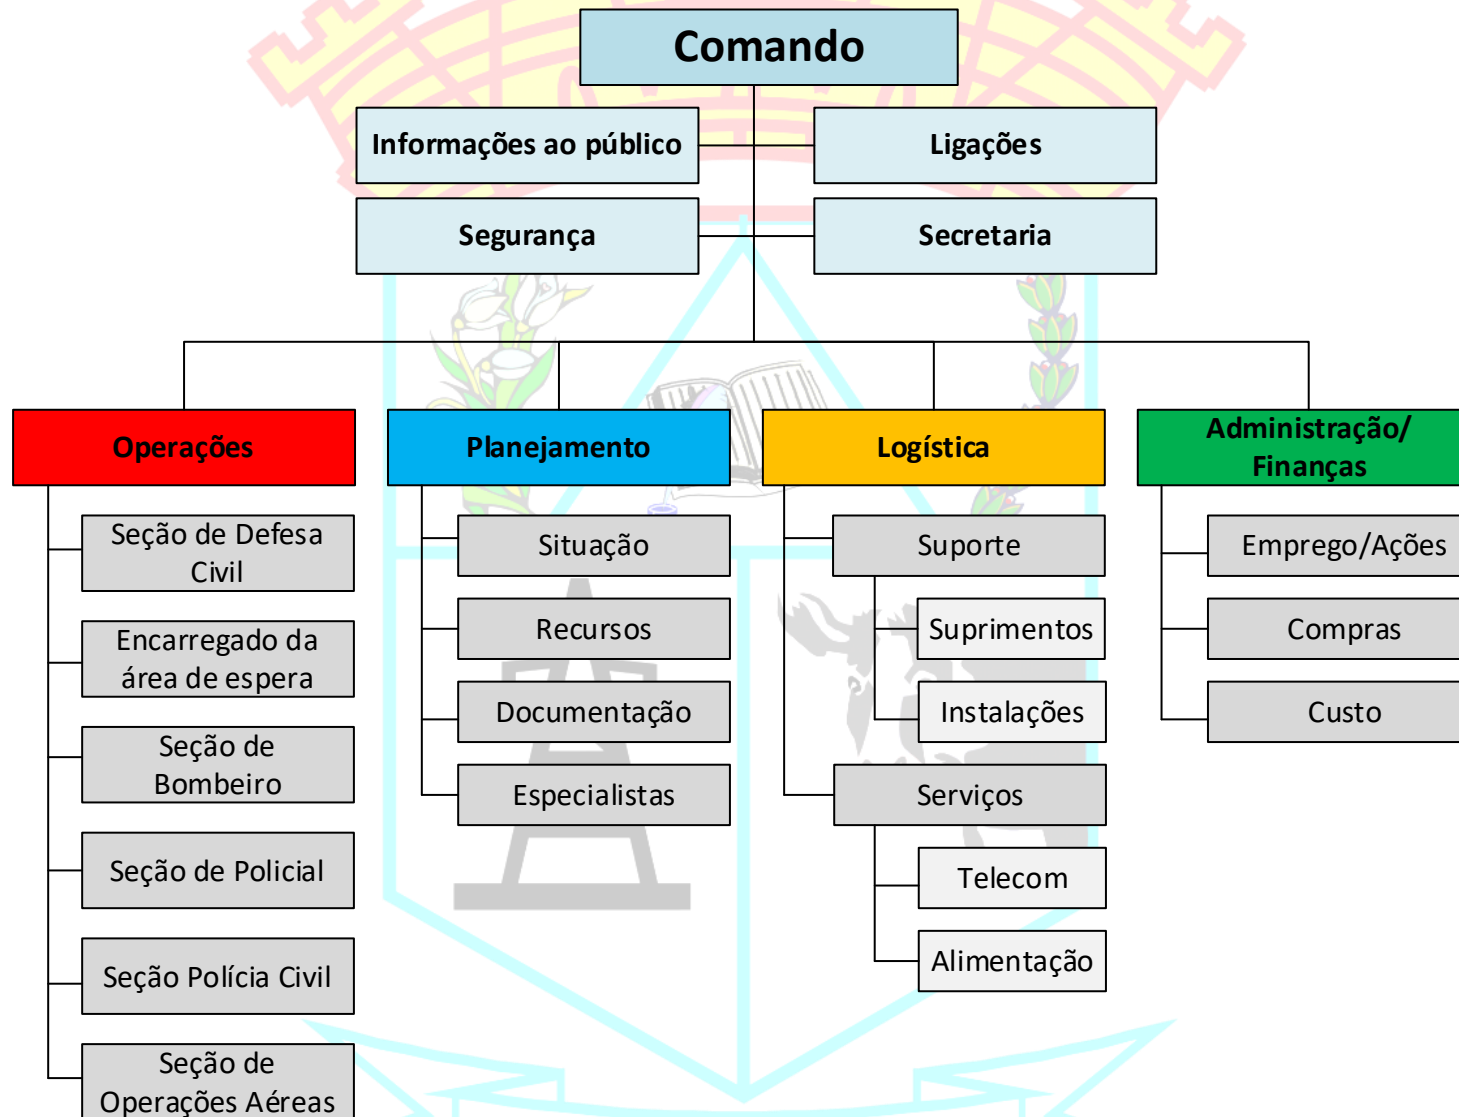 Comando
Informações ao público
Ligações
Segurança
Secretaria
Operações
Seção de Defesa
Civil
Encarregado da
área de espera
Seção de
Bombeiro
Seção de Policial
Seção Polícia Civil
Seção de
Operações Aéreas
Planejamento
Situação
Recursos
Documentação
Especialistas
Logística
Suporte
Suprimentos
Instalações
Serviços
Telecom
Alimentação
Administração/
Finanças
Emprego/Ações
Compras
Custo